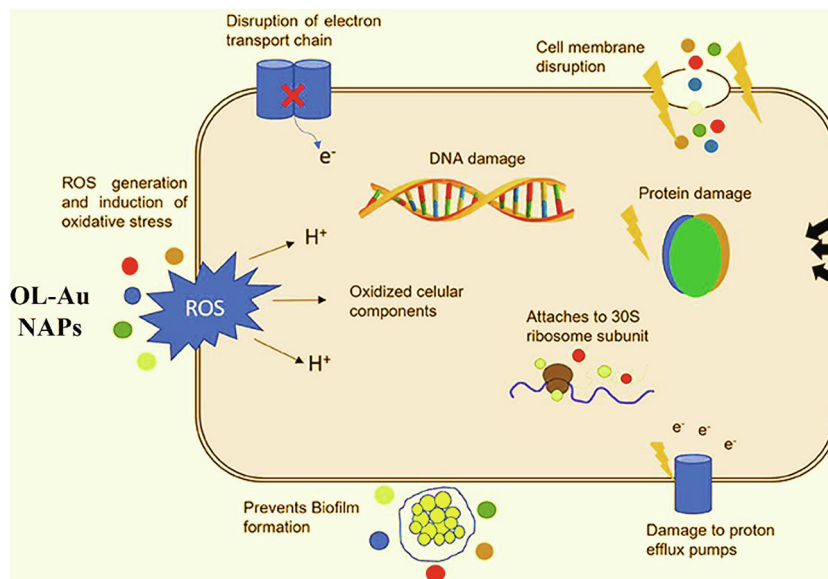 Disruption of electron
transport chain
e-
Cell membrane
disruption
ROS generation
and induction of
oxidative stress
DNA damage
Protein damage
OL-Au
NAPs
ROS
H+
Oxidized cellular
components
H+
Attaches to 30S
ribosome subunit
e-
e-
e-
Prevents Biofilm
formation
Damage to proton
efflux pumps